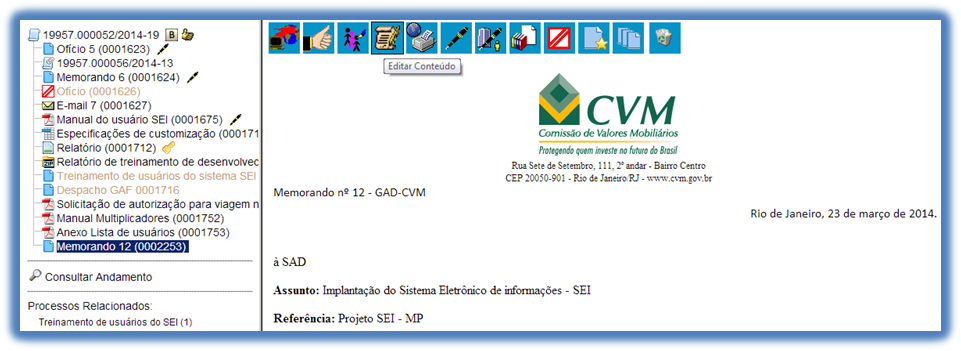 19957.000052/2014-19 B
Ofício 5 (0001623)
19957.000056/2014-13
Memorando 6 (0001624)
Ofício (0001626)
E-mail 7 (0001627)
Manual do usuário SEI (0001675)
Especificações de customização (001171
Relatório (0001712)
ZIP Relatório de treinamento de desenvolvec
Treinamento de usuários do sistema SEI
Despacho GAF 0001716
Solicitação de autorização para viagem n
Manual Multiplicadores (0001752)
Anexo Lista de usuários (0001753)
Memorando 12 (0002253)
Consultar Andamento
Processos Relacionados:
Treinamento de usuários do SEI (1)
Editar Conteúdo
CVM
Comissão de Valores Mobiliários
Protegendo quem investe no futuro do Brasil
Rua Sete de Setembro, 111, 2º andar - Bairro Centro
CEP 20050-901 - Rio de Janeiro/RJ - www.cvm.gov.br
Memorando nº 12 - GAD-CVM
Rio de Janeiro, 23 de março de 2014.
à SAD
Assunto: Implantação do Sistema Eletrônico de informações - SEI
Referência: Projeto SEI - MP